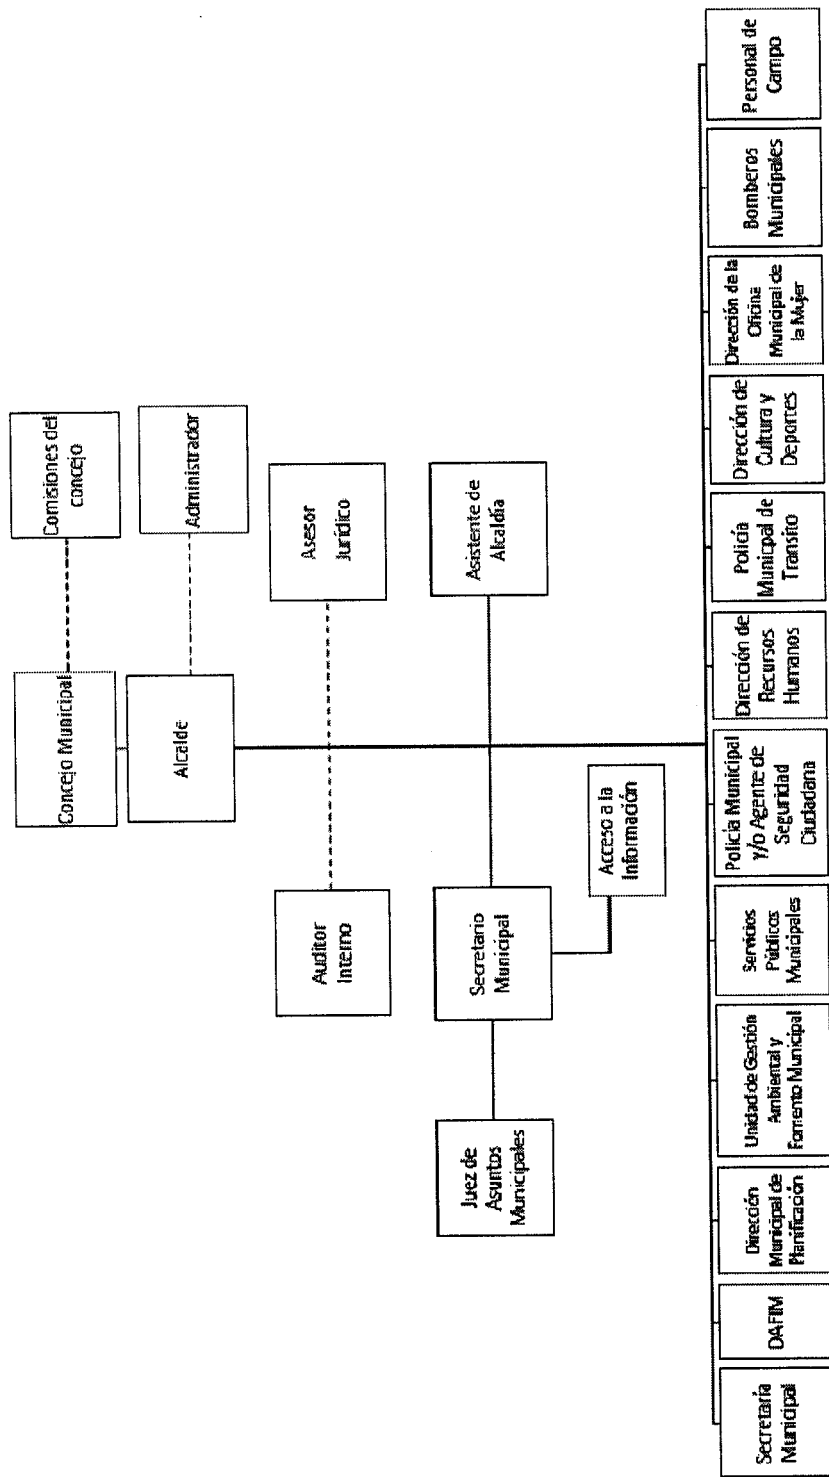 Concejo Municipal
Comisiones del
concejo
Alcalde
Administrador
Auditor
Interno
Asesor
Jurídico
Juez de
Asuntos
Municipales
Secretario
Municipal
Asistente de
Alcaldía
Acceso a la
Información
Secretaría
Municipal
DAFIM
Dirección
Municipal de
Planificación
Unidad de Gestión
Ambiental y
Fomento Municipal
Servicios
Públicos
Municipales
Policía Municipal
y/o Agente de
Seguridad
Ciudadana
Dirección de
Recursos
Humanos
Policía
Municpal de
Transito
Dirección de
Cultura y
Deportes
Dirección de la
Oficina
Municipal de
la Mujer
Bomberos
Municipales
Personal de
Campo